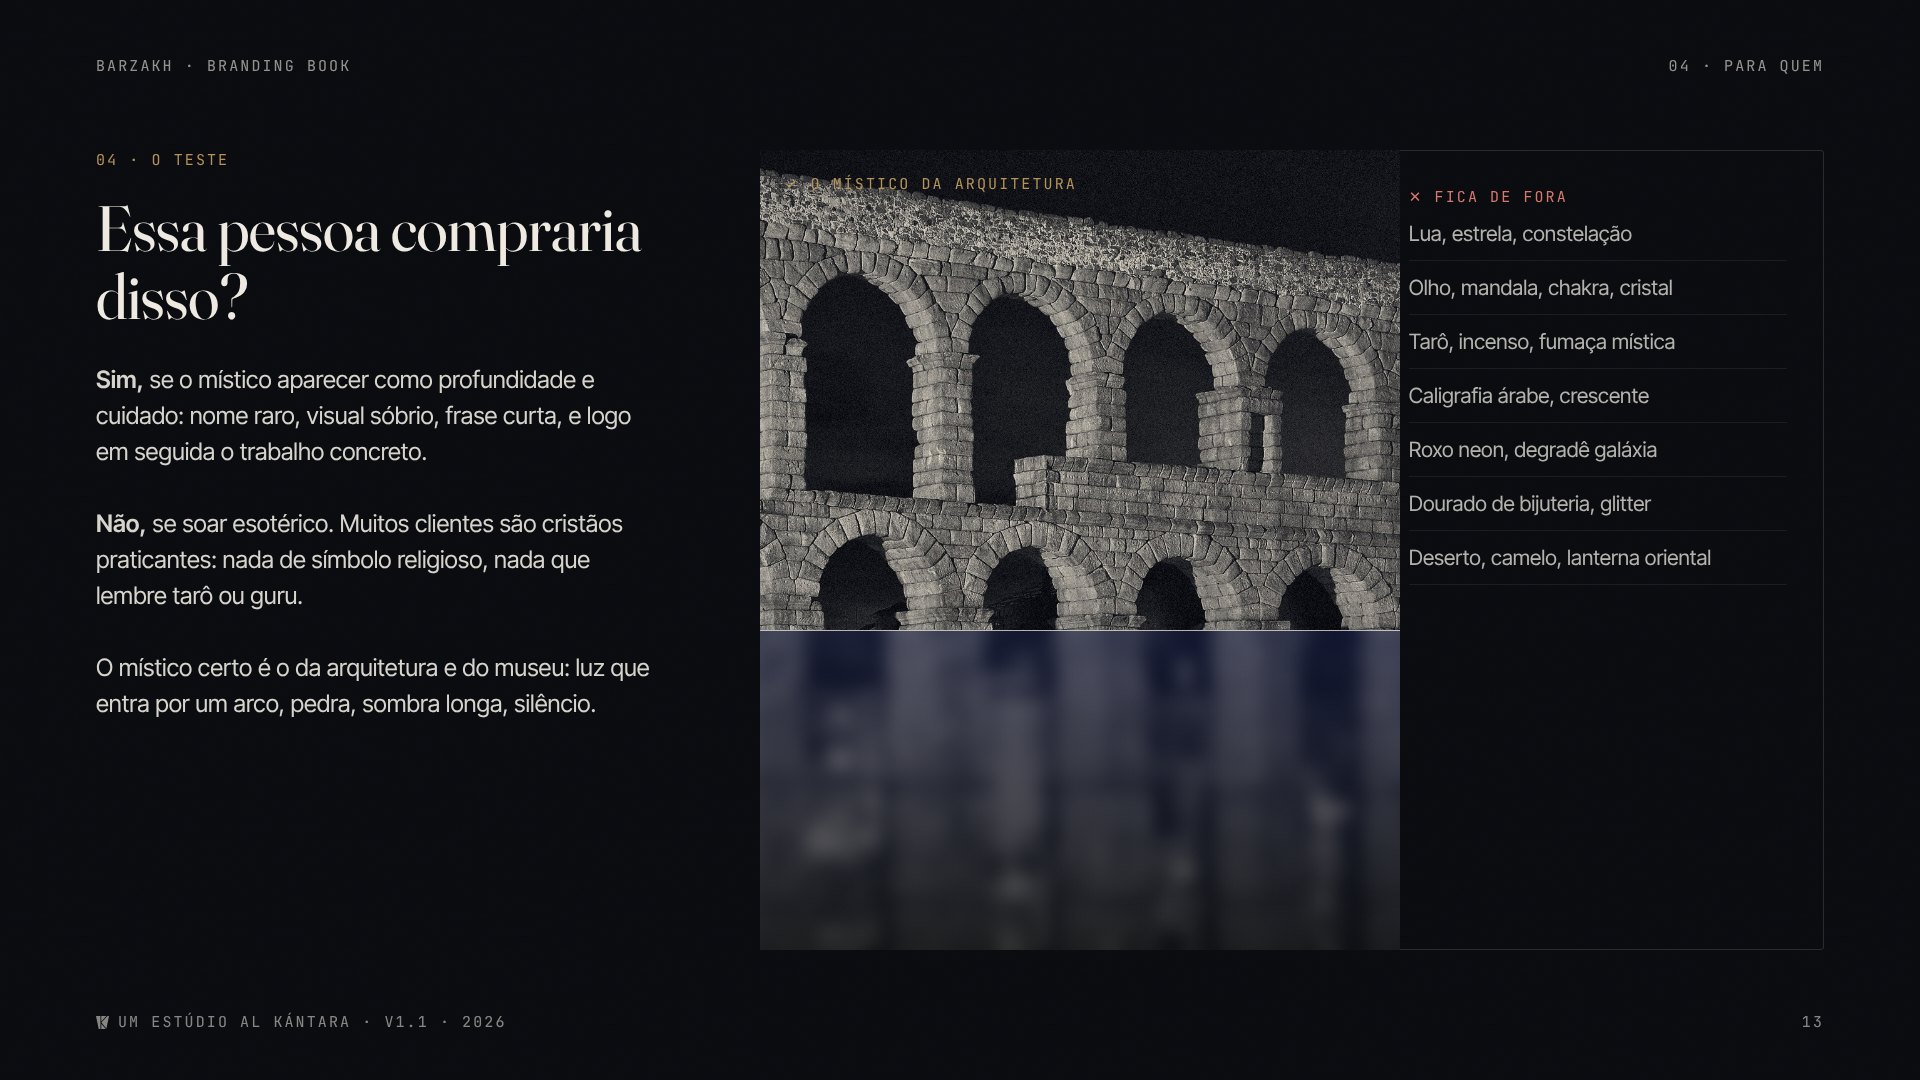 BARZAKH · BRANDING BOOK
04 · PARA QUEM
04 · O TESTE
Essa pessoa compraria
disso?
Sim, se o místico aparecer como profundidade e
cuidado: nome raro, visual sóbrio, frase curta, e logo
em seguida o trabalho concreto.
Não, se soar esotérico. Muitos clientes são cristãos
praticantes: nada de símbolo religioso, nada que
lembre tarô ou guru.
O místico certo é o da arquitetura e do museu: luz que
entra por um arco, pedra, sombra longa, silêncio.
O MÍSTICO DA ARQUITETURA
× FICA DE FORA
Lua, estrela, constelação
Olho, mandala, chakra, cristal
Tarô, incenso, fumaça mística
Caligrafia árabe, crescente
Roxo neon, degradê galáxia
Dourado de bijuteria, glitter
Deserto, camelo, lanterna oriental
UM ESTÚDIO AL KÁNTARA · V1.1 · 2026
13